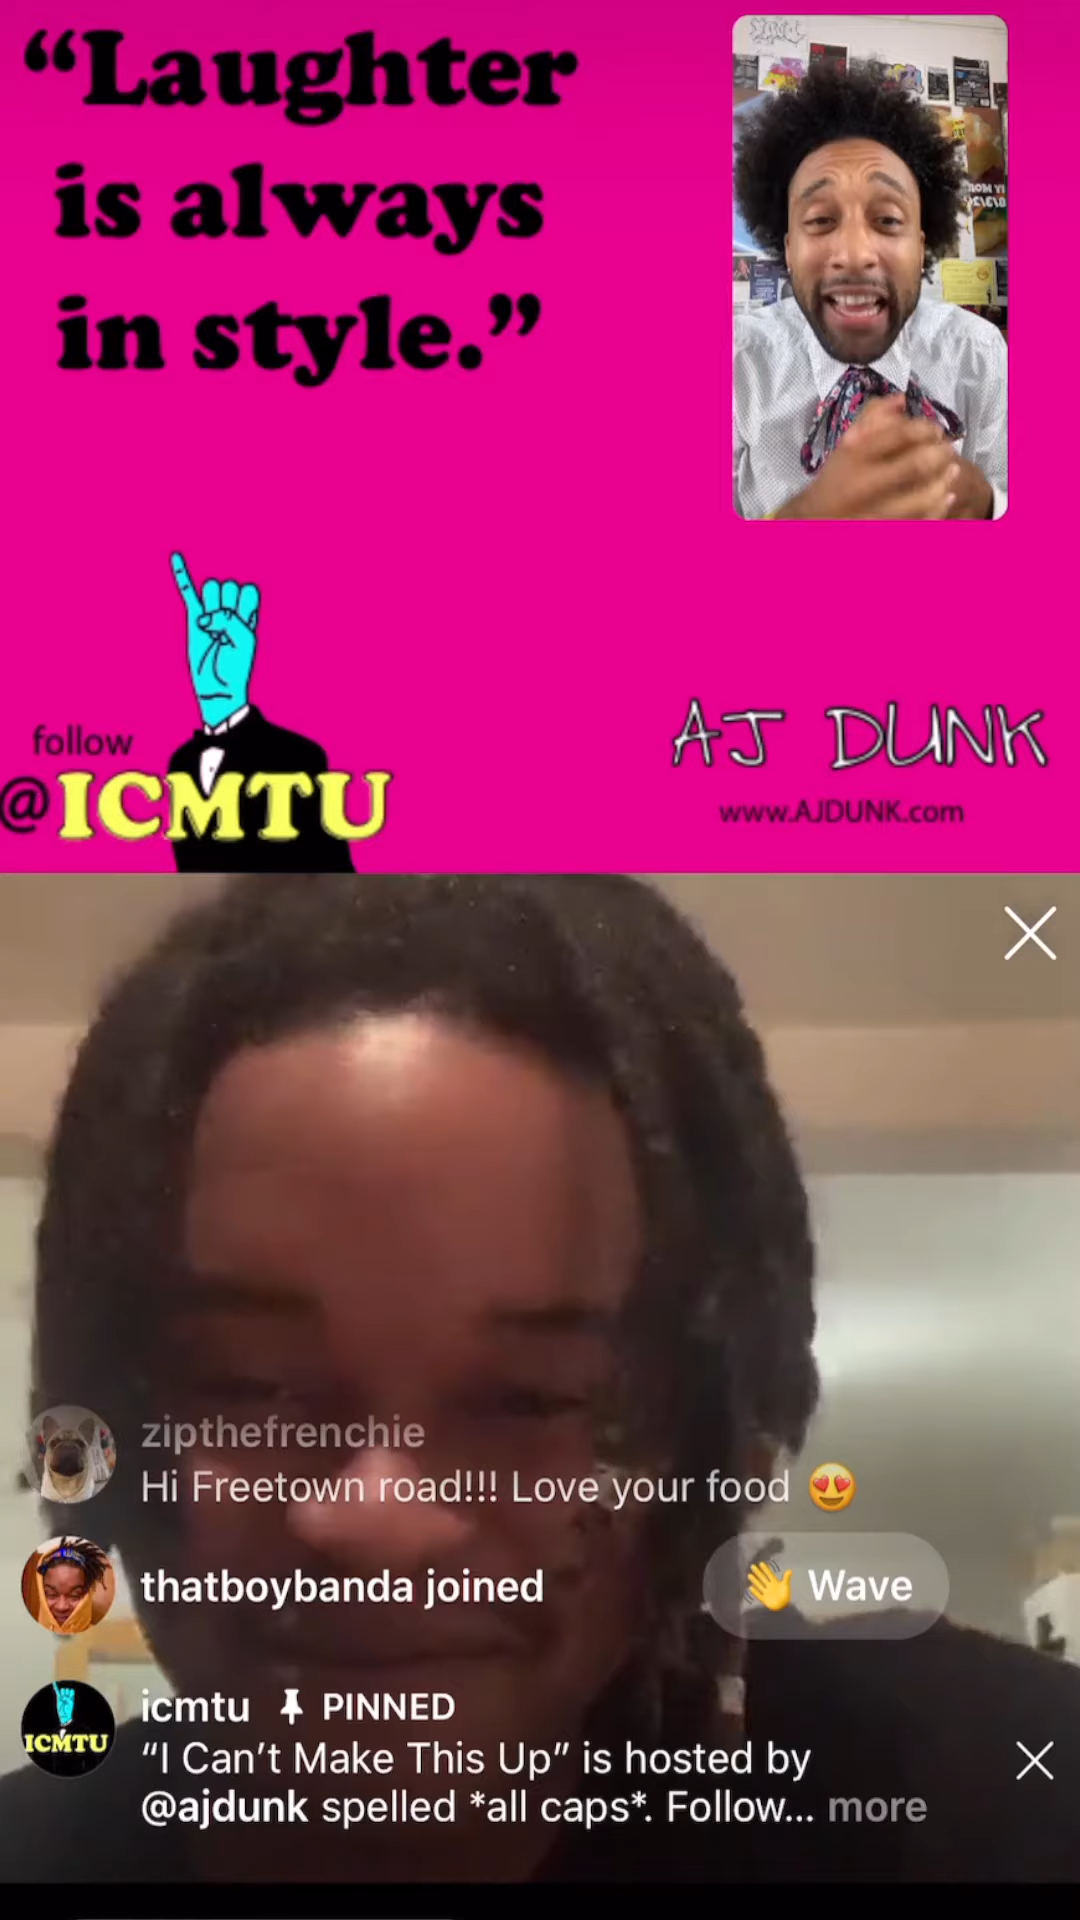 “Laughter
is always
in style.”
follow
@ICMTU
AJ DUNK
www.AJDUNK.com
zipthefrenchie
Hi Freetown road!!! Love your food 😍
thatboybanda joined
👋 Wave
icmtu 📌 PINNED
ICMTU
“I Can’t Make This Up” is hosted by
@ajdunk spelled *all caps*. Follow... more